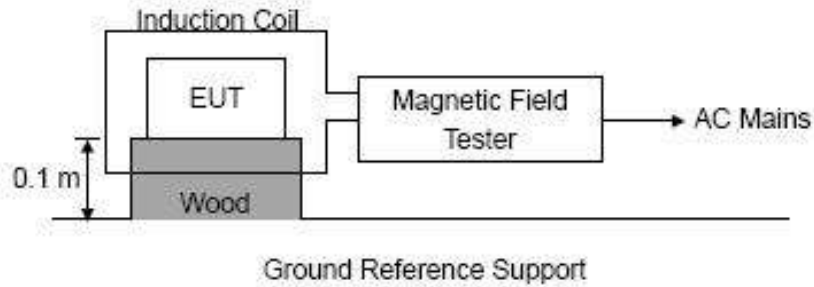 Induction Coil
EUT
Magnetic Field
Tester
AC Mains
0.1 m
Wood
Ground Reference Support